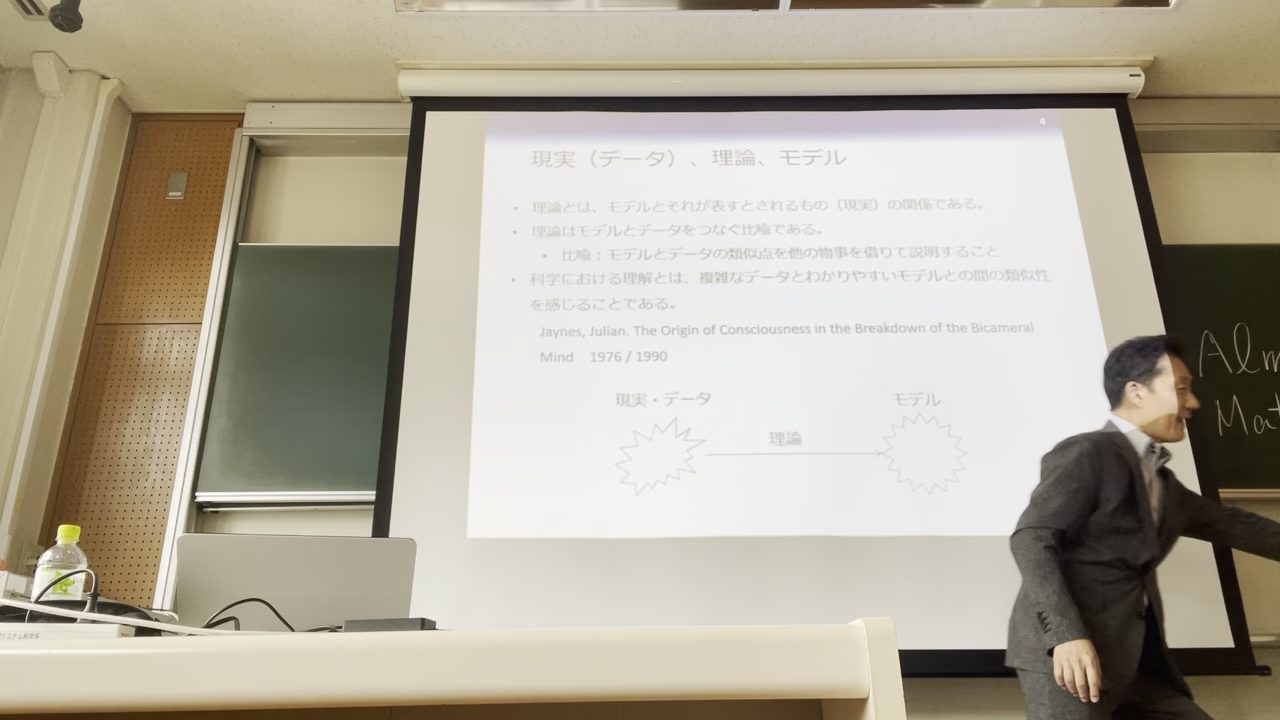 現実（データ）、理論、モデル
• 理論とは、モデルとそれが表すとされるもの（現実）の関係である。
• 理論はモデルとデータをつなぐ比喩である。
• 比喩：モデルとデータの類似点を他の物事を借りて説明すること
• 科学における理解とは、複雑なデータとわかりやすいモデルとの間の類似性
を感じることである。
Jaynes, Julian. The Origin of Consciousness in the Breakdown of the Bicameral
Mind 1976 / 1990
現実・データ
モデル
理論
Alm
Mat